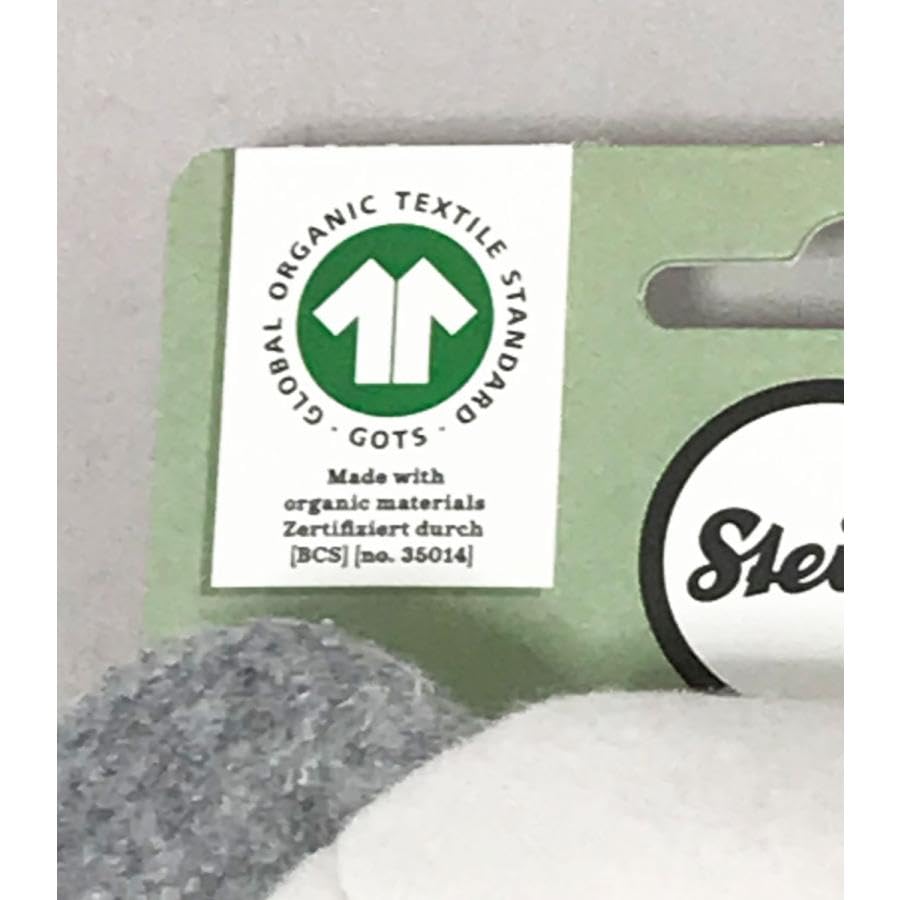 GLOBAL ORGANIC TEXTILE STANDARD
· GOTS ·
Made with
organic materials
Zertifiziert durch
[BCS] [no. 35014]
Stei